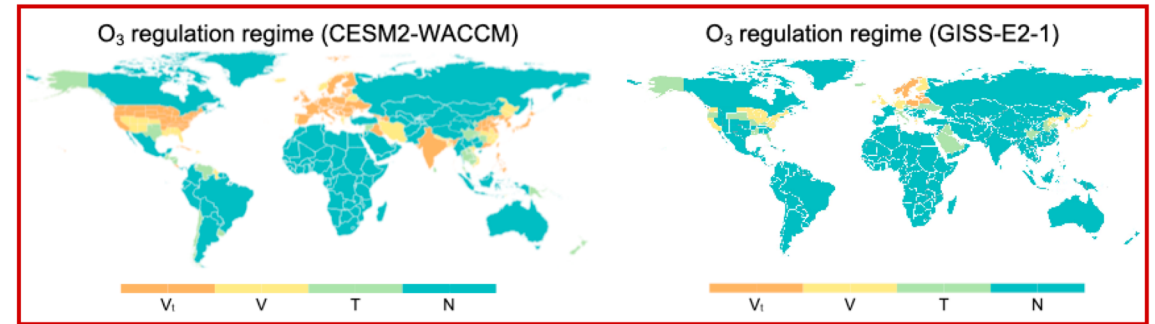 O₃ regulation regime (CESM2-WACCM)
O₃ regulation regime (GISS-E2-1)
Vₜ V T N
Vₜ V T N